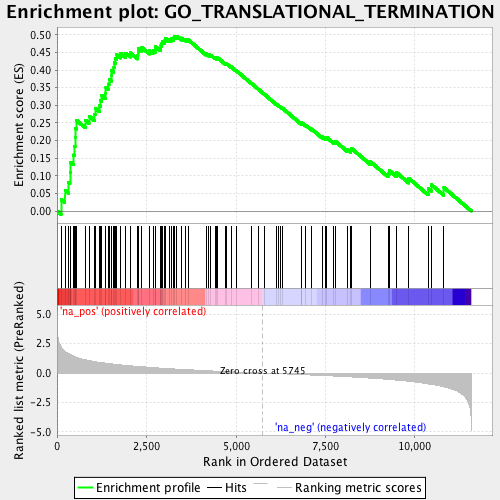 Enrichment plot: GO_TRANSLATIONAL_TERMINATION
Enrichment score (ES)
0.50
0.45
0.40
0.35
0.30
0.25
0.20
0.15
0.10
0.05
0.00
'na_pos' (positively correlated)
Ranked list metric (PreRanked)
5.0
2.5
0.0
-2.5
-5.0
Zero cross at 5745
'na_neg' (negatively correlated)
0 2,500 5,000 7,500 10,000
Rank in Ordered Dataset
Enrichment profile Hits Ranking metric scores